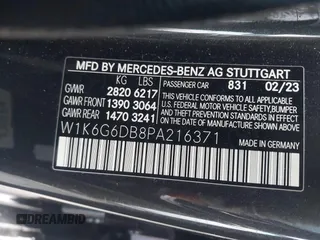 MFD BY MERCEDES-BENZ AG STUTTGART
KG LBS 831 02/23
GVWR 2820 6217
GAWR FRONT 1390 3064
GAWR REAR 1470 3241
THIS VEHICLE CONFORMS TO ALL APPLICABLE
U.S. FEDERAL MOTOR VEHICLE SAFETY
BUMPER, AND THEFT PREVENTION
STANDARDS IN EFFECT ON THE DATE OF
MANUFACTURE SHOWN ABOVE
W1K6G6DB8PA216371
PASSENGER CAR
Made in Germany
DREAMBID